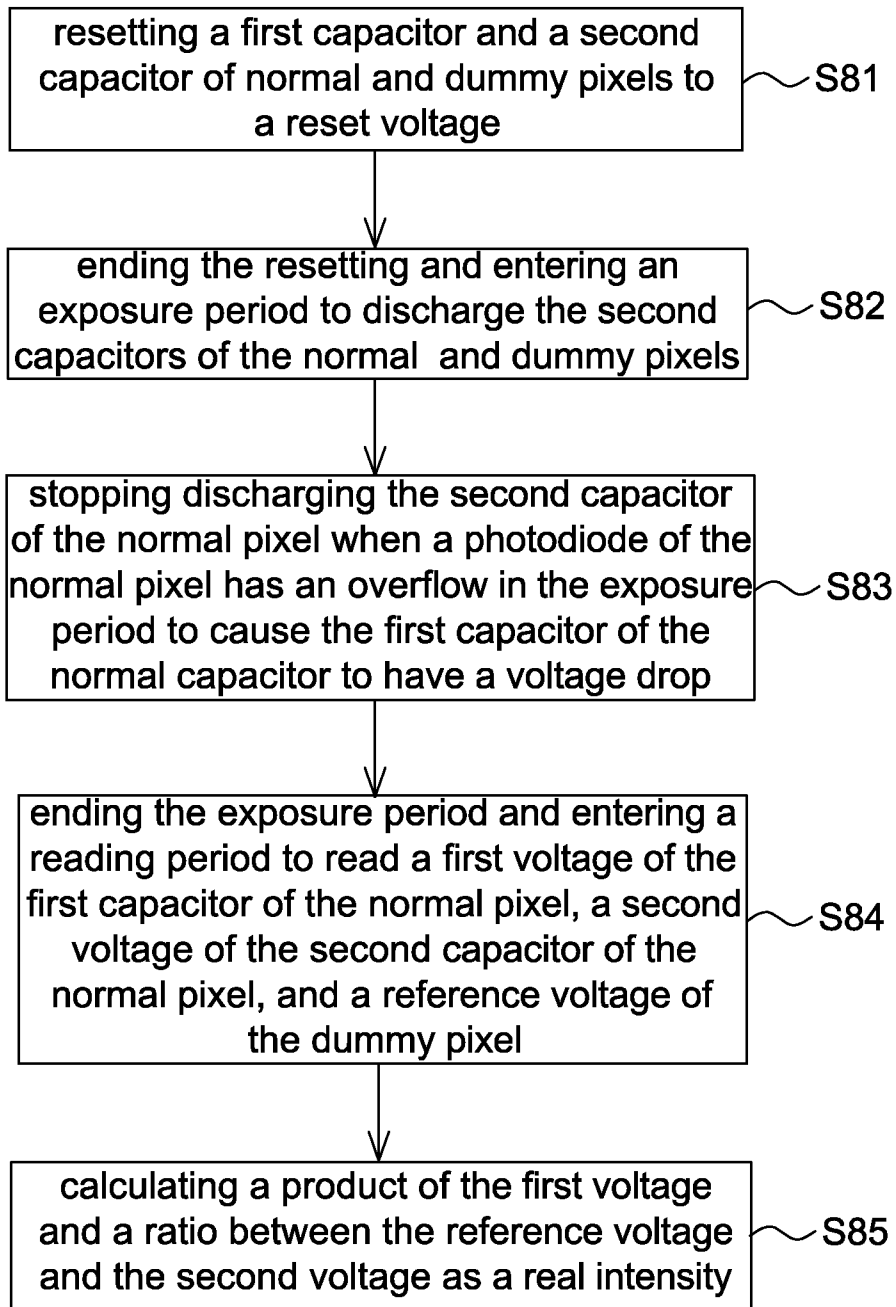 resetting a first capacitor and a second
capacitor of normal and dummy pixels to
a reset voltage
S81
ending the resetting and entering an
exposure period to discharge the second
capacitors of the normal and dummy pixels
S82
stopping discharging the second capacitor
of the normal pixel when a photodiode of the
normal pixel has an overflow in the exposure
period to cause the first capacitor of the
normal capacitor to have a voltage drop
S83
ending the exposure period and entering a
reading period to read a first voltage of the
first capacitor of the normal pixel, a second
voltage of the second capacitor of the
normal pixel, and a reference voltage of
the dummy pixel
S84
calculating a product of the first voltage
and a ratio between the reference voltage
and the second voltage as a real intensity
S85